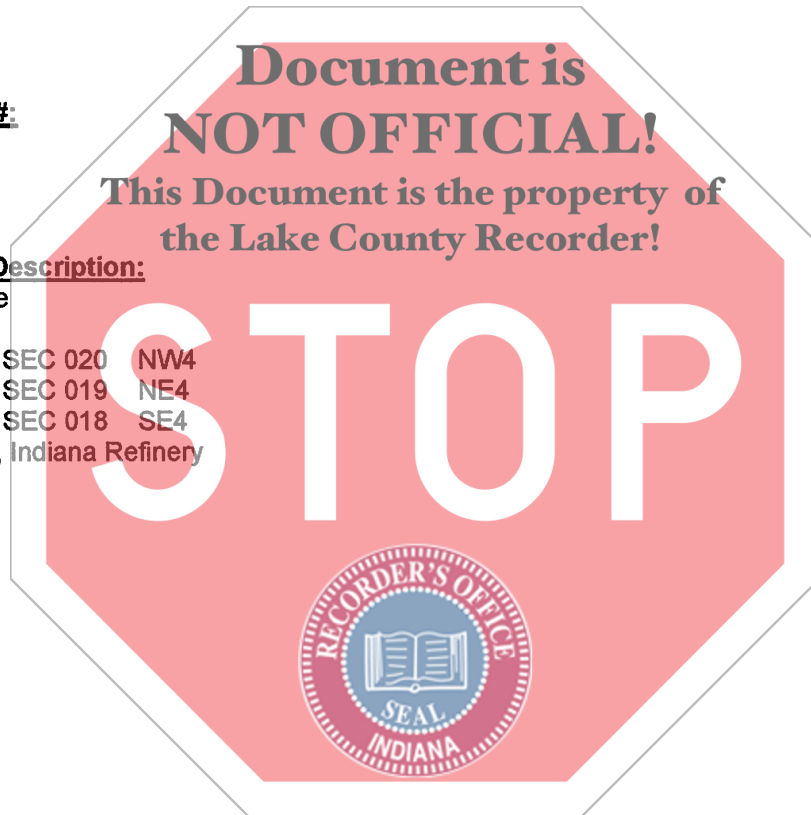 Document is
#:
NOT OFFICIAL!
This Document is the property of
the Lake County Recorder!
Description:
e
SEC 020 NW4
STOP
SEC 019 NE4
SEC 018 SE4
, Indiana Refinery
RECORDER'S OFFICE
SEAL
INDIANA